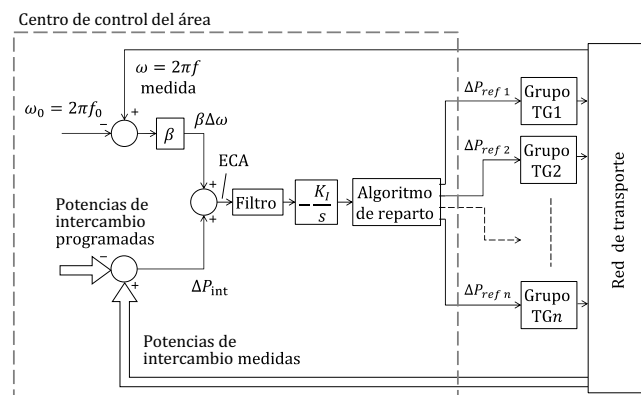 Centro de control del área
ω = 2πf
medida
ω₀ = 2πf₀
+
−
β
βΔω
ECA
+
+
Filtro
−K_I/s
Algoritmo
de reparto
ΔP_ref 1
ΔP_ref 2
ΔP_ref n
Grupo
TG1
Grupo
TG2
Grupo
TGn
Red de transporte
Potencias de
intercambio
programadas
−
+
ΔP_int
Potencias de
intercambio medidas